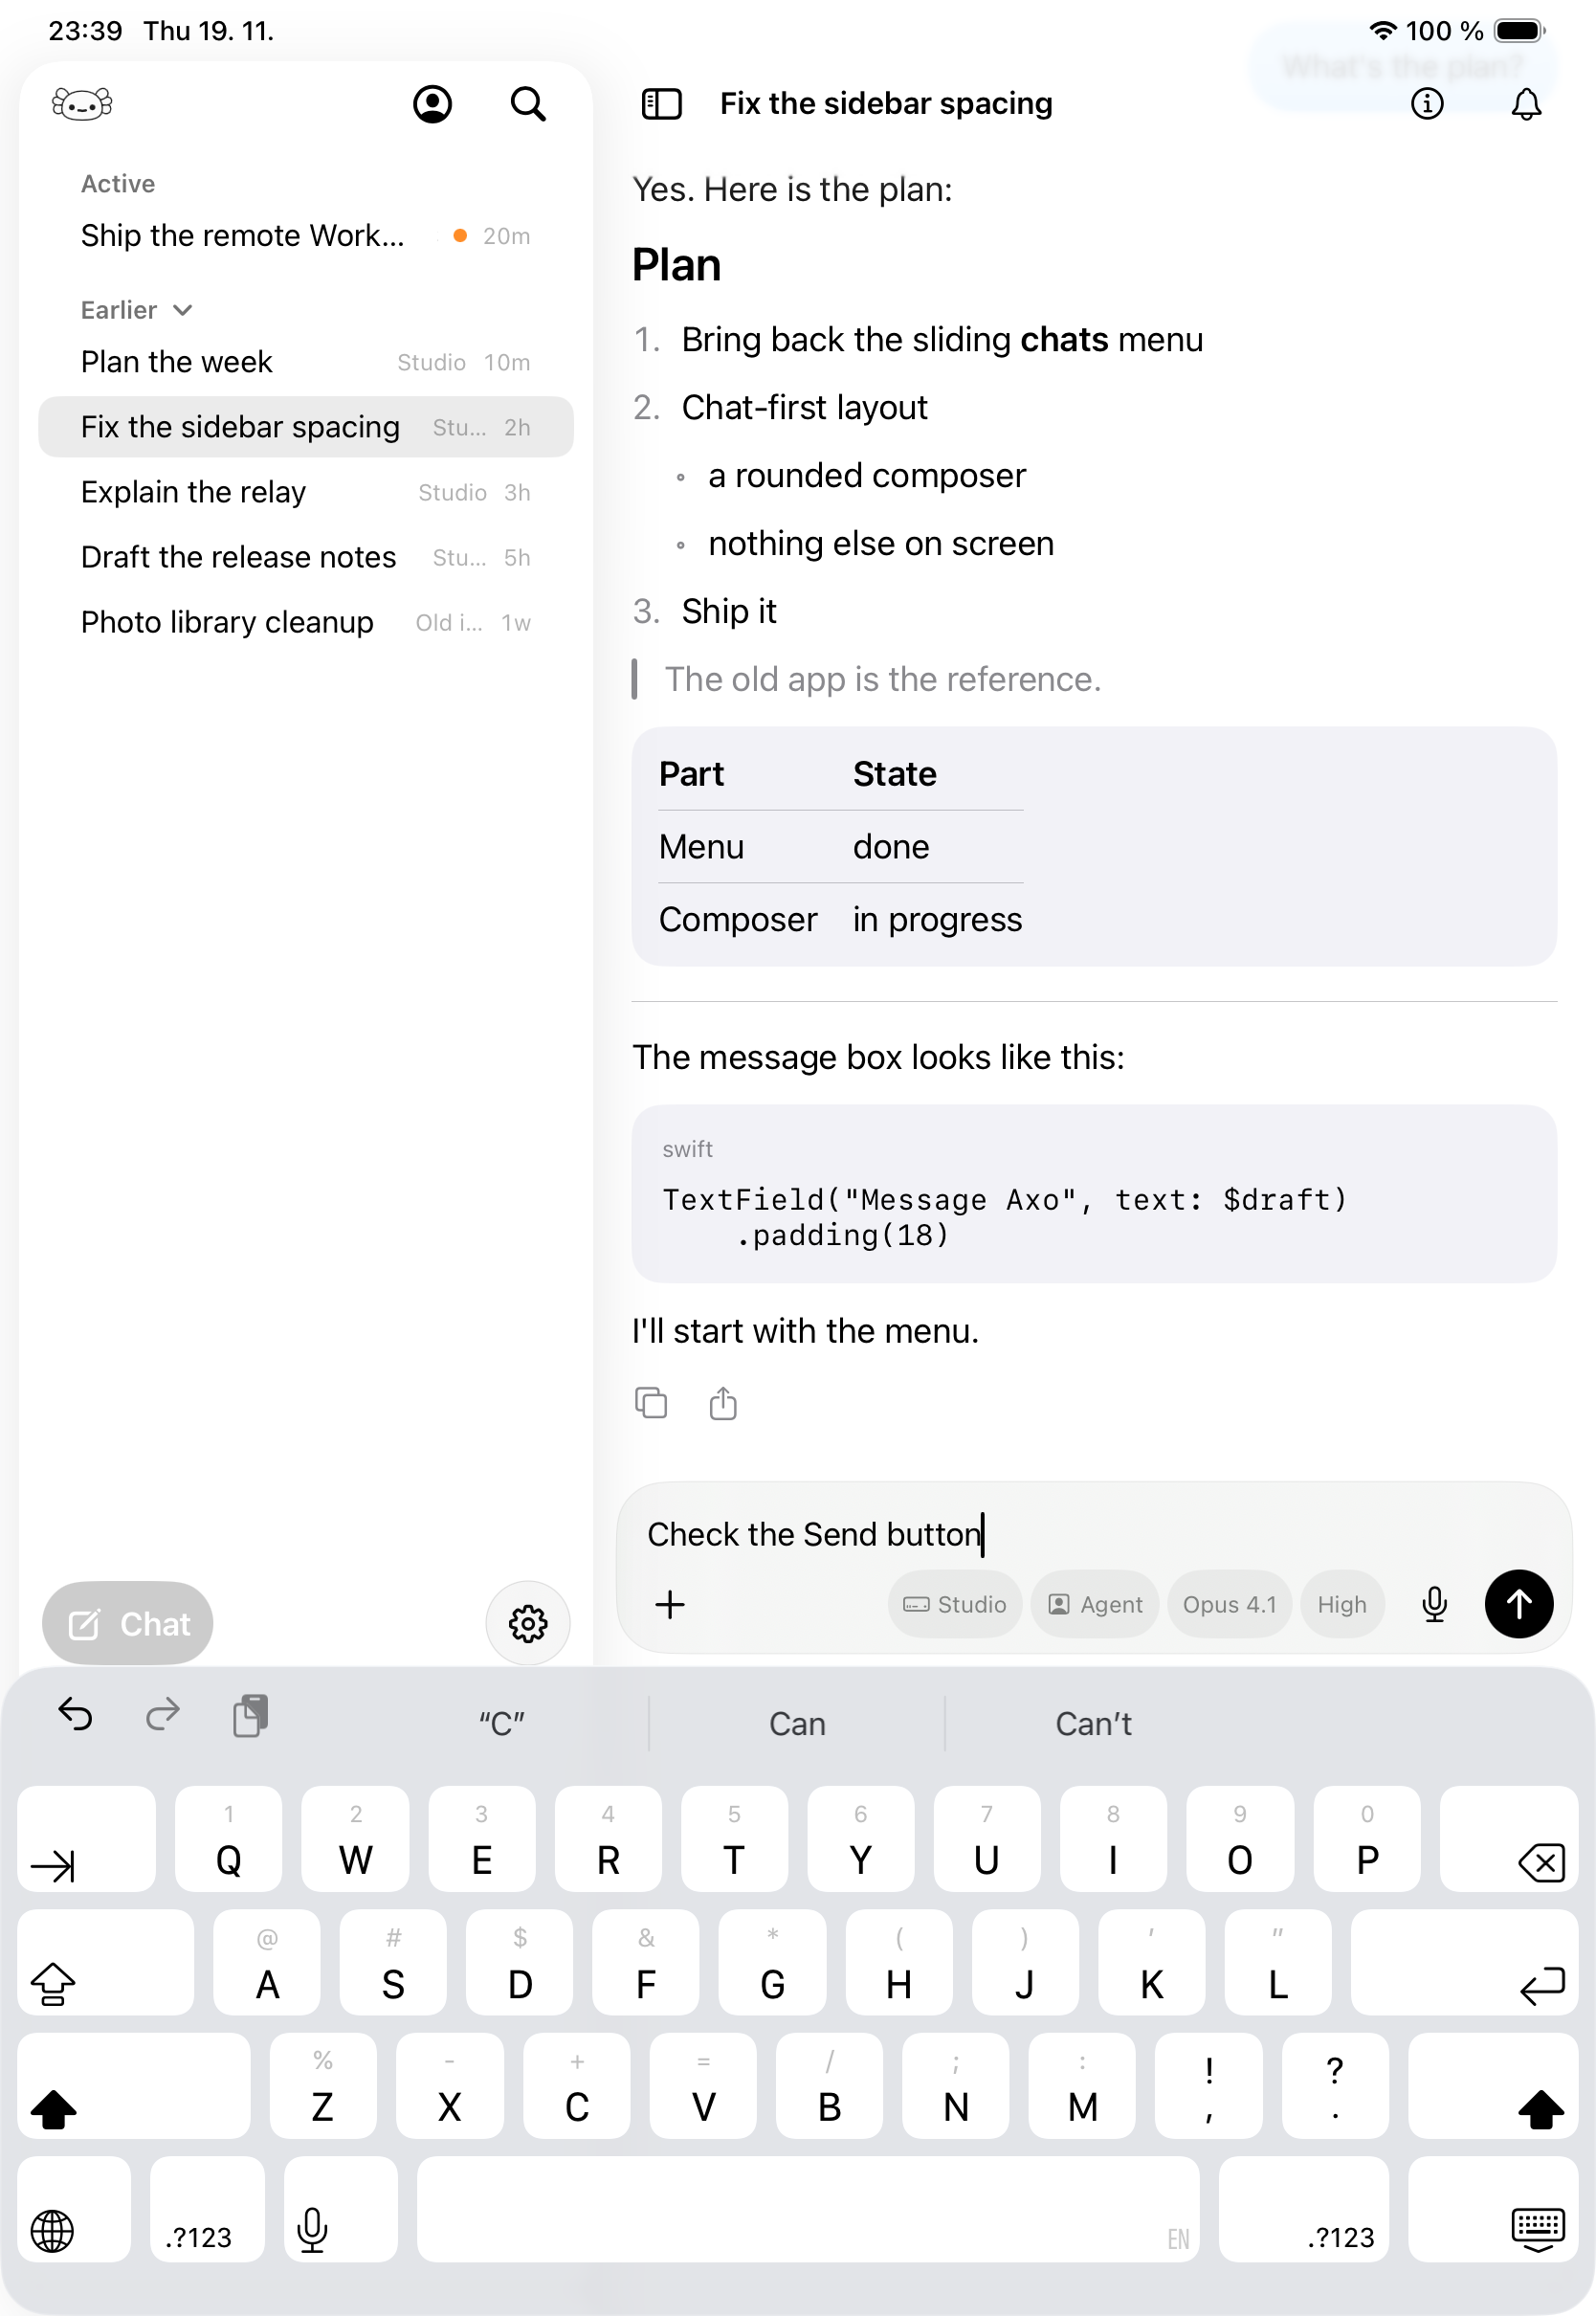 23:39 Thu 19. 11.
100 %
What's the plan?
Fix the sidebar spacing
Active
Ship the remote Work... 20m
Earlier
Plan the week Studio 10m
Fix the sidebar spacing Stu... 2h
Explain the relay Studio 3h
Draft the release notes Stu... 5h
Photo library cleanup Old i... 1w
Chat
Yes. Here is the plan:
Plan
1. Bring back the sliding chats menu
2. Chat-first layout
◦ a rounded composer
◦ nothing else on screen
3. Ship it
The old app is the reference.
Part State
Menu done
Composer in progress
The message box looks like this:
swift
TextField("Message Axo", text: $draft)
    .padding(18)
I'll start with the menu.
Check the Send button
Studio Agent Opus 4.1 High
“C” Can Can’t
1 2 3 4 5 6 7 8 9 0
Q W E R T Y U I O P
@ # $ & * ( ) ' "
A S D F G H J K L
% - + = / ; : ! ?
Z X C V B N M , .
.?123 EN .?123